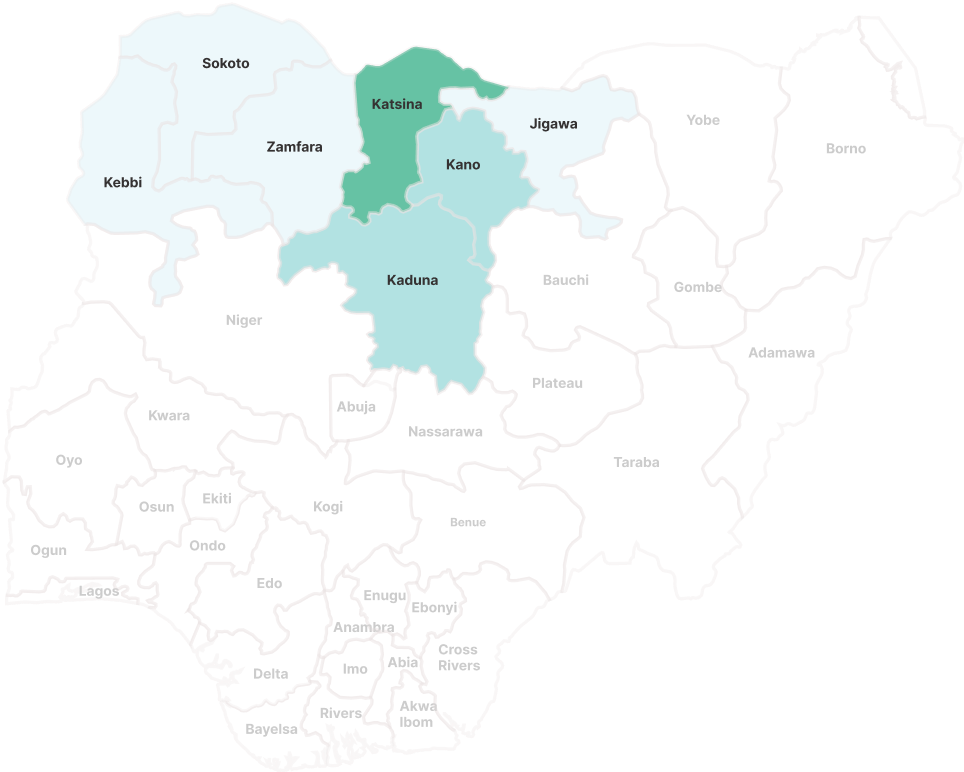 Sokoto
Katsina
Yobe
Jigawa
Zamfara
Borno
Kano
Kebbi
Kaduna
Bauchi
Gombe
Niger
Adamawa
Plateau
Abuja
Kwara
Nassarawa
Oyo
Taraba
Ekiti
Osun
Kogi
Benue
Ondo
Ogun
Edo
Lagos
Enugu
Ebonyi
Anambra
Cross
Rivers
Abia
Imo
Delta
Akwa
Ibom
Rivers
Bayelsa